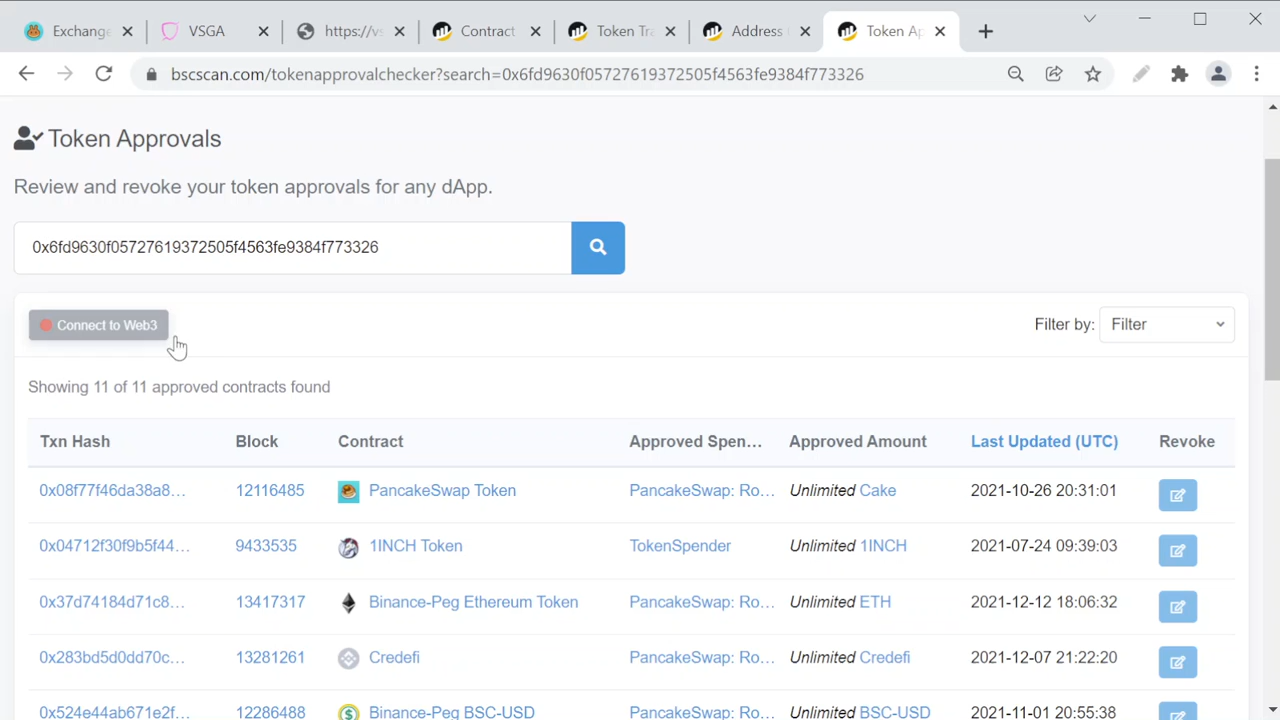 Exchange
VSGA
https://vs
Contract
Token Tra
Address
Token Ap
bscscan.com/tokenapprovalchecker?search=0x6fd9630f05727619372505f4563fe9384f773326
Token Approvals
Review and revoke your token approvals for any dApp.
0x6fd9630f05727619372505f4563fe9384f773326
Connect to Web3
Filter by: Filter
Showing 11 of 11 approved contracts found
Txn Hash Block Contract Approved Spen... Approved Amount Last Updated (UTC) Revoke
0x08f77f46da38a8... 12116485 PancakeSwap Token PancakeSwap: Ro... Unlimited Cake 2021-10-26 20:31:01
0x04712f30f9b5f44... 9433535 1INCH Token TokenSpender Unlimited 1INCH 2021-07-24 09:39:03
0x37d74184d71c8... 13417317 Binance-Peg Ethereum Token PancakeSwap: Ro... Unlimited ETH 2021-12-12 18:06:32
0x283bd5d0dd70c... 13281261 Credefi PancakeSwap: Ro... Unlimited Credefi 2021-12-07 21:22:20
0x524e44ab671e2f... 12286488 Binance-Peg BSC-USD PancakeSwap: Ro... Unlimited BSC-USD 2021-11-01 20:55:38